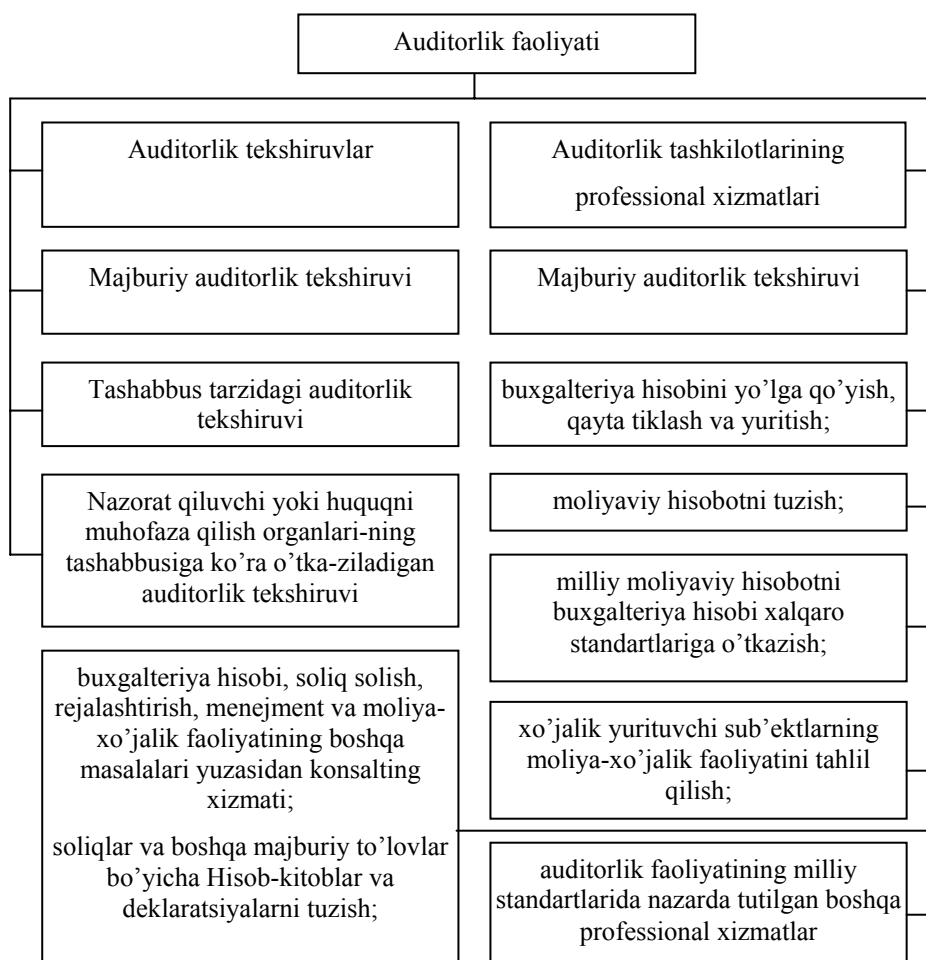 Auditorlik faoliyati
Auditorlik tekshiruvlar
Auditorlik tashkilotlarining
professional xizmatlari
Majburiy auditorlik tekshiruvi
Majburiy auditorlik tekshiruvi
Tashabbus tarzidagi auditorlik
tekshiruvi
buxgalteriya hisobini yo’lga qo’yish,
qayta tiklash va yuritish;
Nazorat qiluvchi yoki huquqni
muhofaza qilish organlari-ning
tashabbusiga ko’ra o’tka-ziladigan
auditorlik tekshiruvi
moliyaviy hisobotni tuzish;
milliy moliyaviy hisobotni
buxgalteriya hisobi xalqaro
standartlariga o’tkazish;
buxgalteriya hisobi, soliq solish,
rejalashtirish, menejment va moliya-
xo’jalik faoliyatining boshqa
masalalari yuzasidan konsalting
xizmati;
soliqlar va boshqa majburiy to’lovlar
bo’yicha Hisob-kitoblar va
deklaratsiyalarni tuzish;
xo’jalik yurituvchi sub’ektlarning
moliya-xo’jalik faoliyatini tahlil
qilish;
auditorlik faoliyatining milliy
standartlarida nazarda tutilgan boshqa
professional xizmatlar